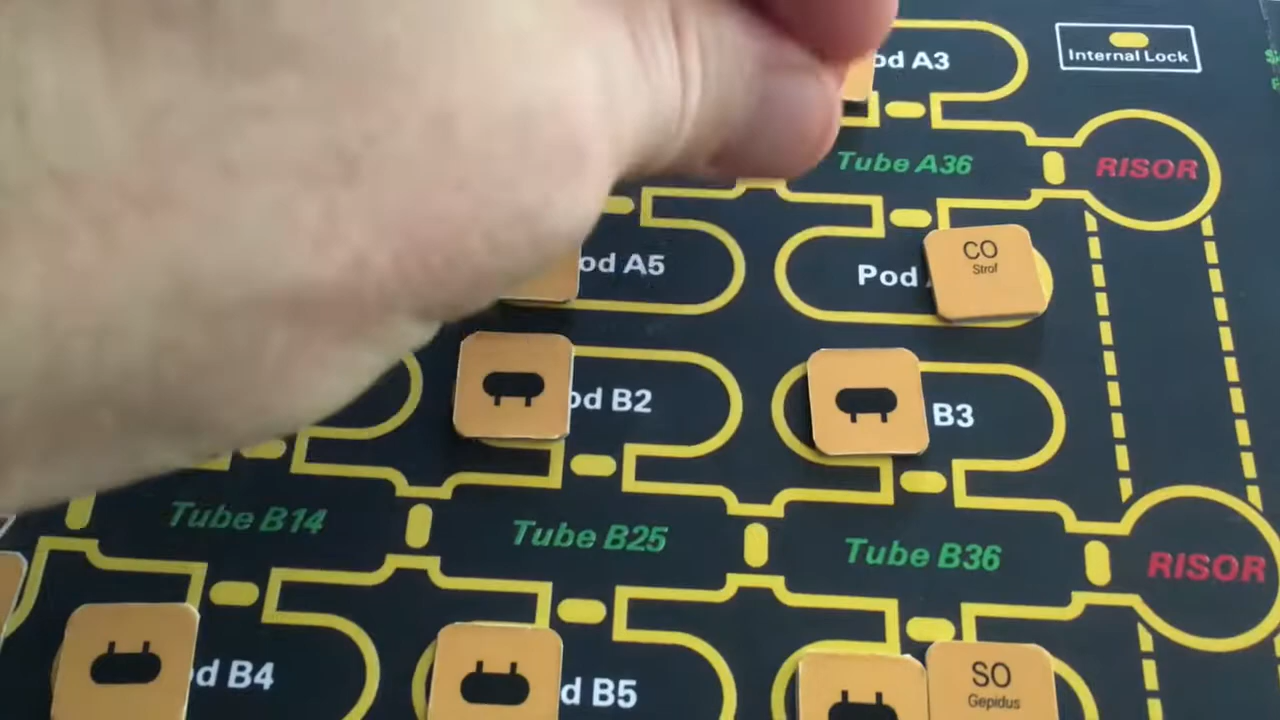 od A3
Internal Lock
Tube A36
RISOR
od A5
Pod
CO
Strof
od B2
B3
Tube B14
Tube B25
Tube B36
RISOR
d B4
d B5
SO
Gepidus